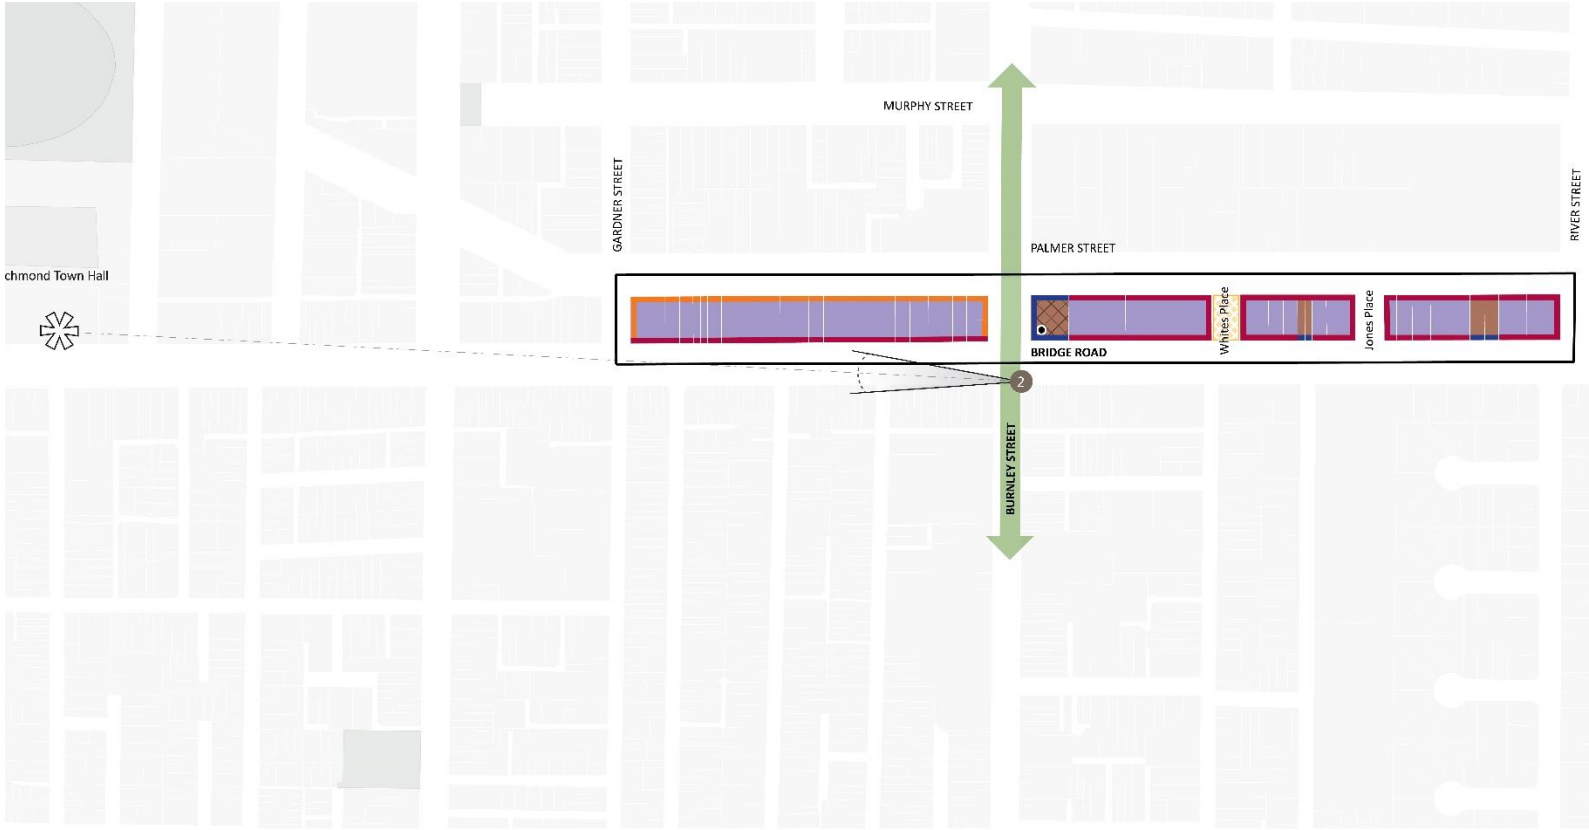 MURPHY STREET
GARDNER STREET
RIVER STREET
PALMER STREET
chmond Town Hall
Whites Place
Jones Place
BRIDGE ROAD
2
BURNLEY STREET